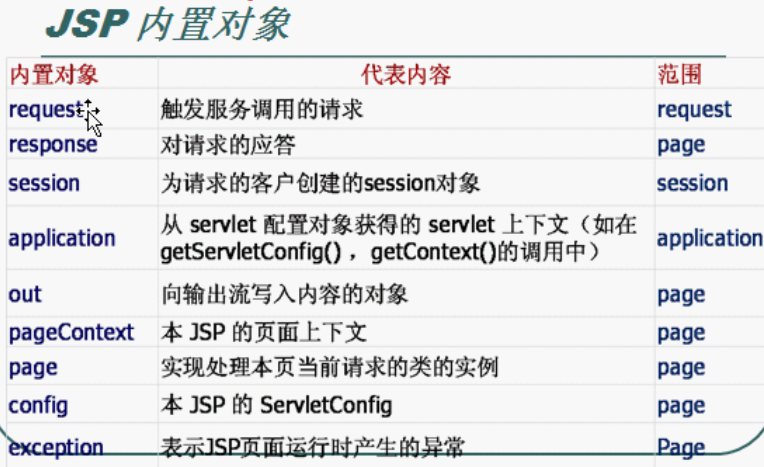 JSP 内置对象
内置对象 代表内容 范围
request 触发服务调用的请求 request
response 对请求的应答 page
session 为请求的客户创建的session对象 session
application 从 servlet 配置对象获得的 servlet 上下文（如在
getServletConfig() ，getContext()的调用中） application
out 向输出流写入内容的对象 page
pageContext 本 JSP 的页面上下文 page
page 实现处理本页当前请求的类的实例 page
config 本 JSP 的 ServletConfig page
exception 表示JSP页面运行时产生的异常 Page